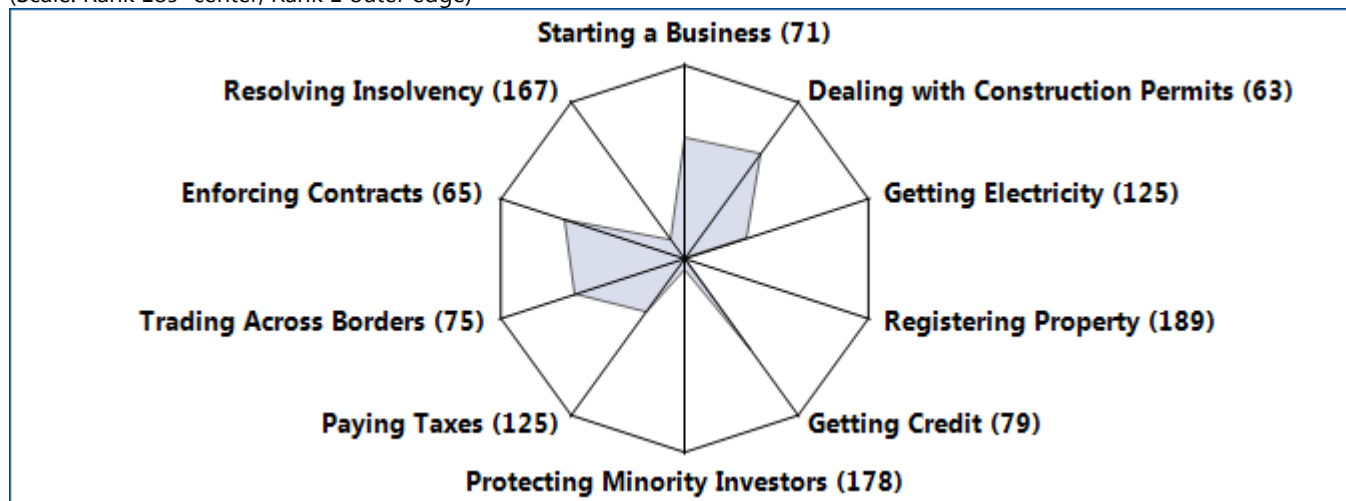 (Scale: Rank 189 center, Rank 1 outer edge)
Starting a Business (71)
Resolving Insolvency (167)
Dealing with Construction Permits (63)
Enforcing Contracts (65)
Getting Electricity (125)
Trading Across Borders (75)
Registering Property (189)
Paying Taxes (125)
Getting Credit (79)
Protecting Minority Investors (178)